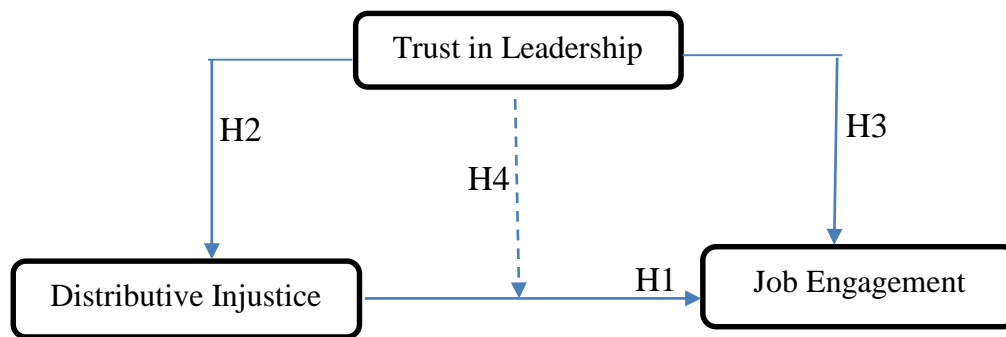 Trust in Leadership
H2
H3
H4
H1
Distributive Injustice
Job Engagement